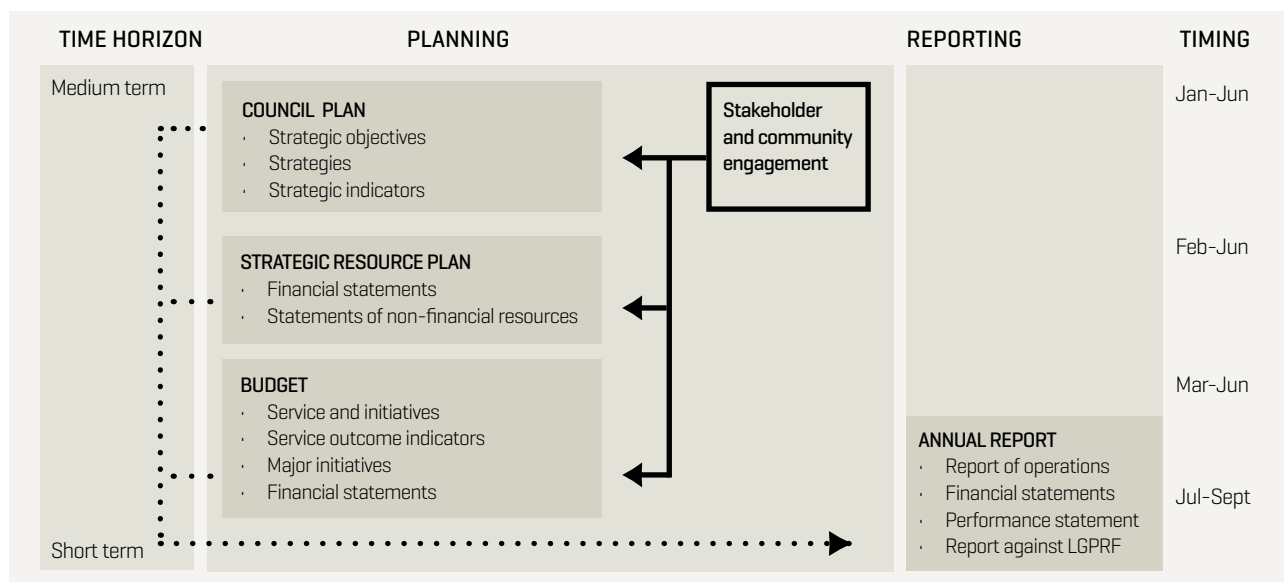 TIME HORIZON
PLANNING
REPORTING
TIMING
Medium term
Short term
COUNCIL PLAN
· Strategic objectives
· Strategies
· Strategic indicators
STRATEGIC RESOURCE PLAN
· Financial statements
· Statements of non-financial resources
BUDGET
· Service and initiatives
· Service outcome indicators
· Major initiatives
· Financial statements
Stakeholder
and community
engagement
ANNUAL REPORT
· Report of operations
· Financial statements
· Performance statement
· Report against LGPRF
Jan-Jun
Feb-Jun
Mar-Jun
Jul-Sept